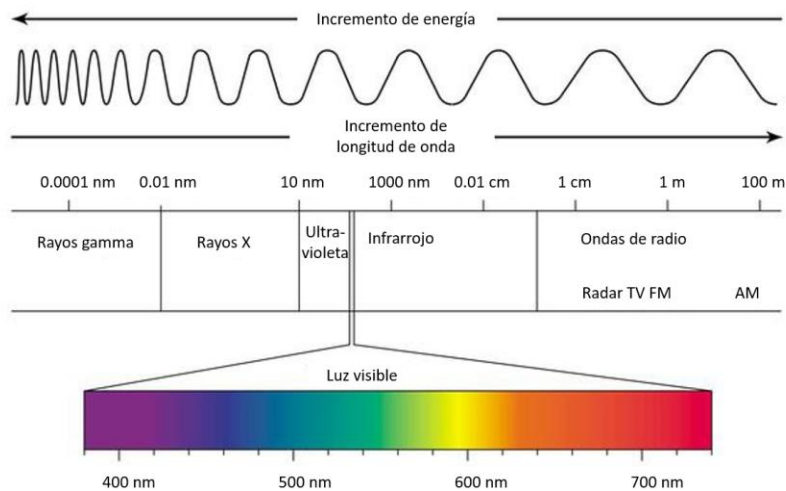 Incremento de energía
Incremento de
longitud de onda
0.0001 nm 0.01 nm 10 nm 1000 nm 0.01 cm 1 cm 1 m 100 m
Rayos gamma Rayos X Ultra-
violeta Infrarrojo Ondas de radio
Radar TV FM AM
Luz visible
400 nm 500 nm 600 nm 700 nm